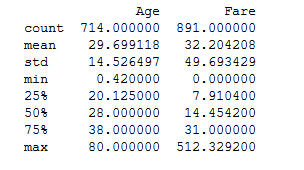 Age Fare
count 714.000000 891.000000
mean 29.699118 32.204208
std 14.526497 49.693429
min 0.420000 0.000000
25% 20.125000 7.910400
50% 28.000000 14.454200
75% 38.000000 31.000000
max 80.000000 512.329200